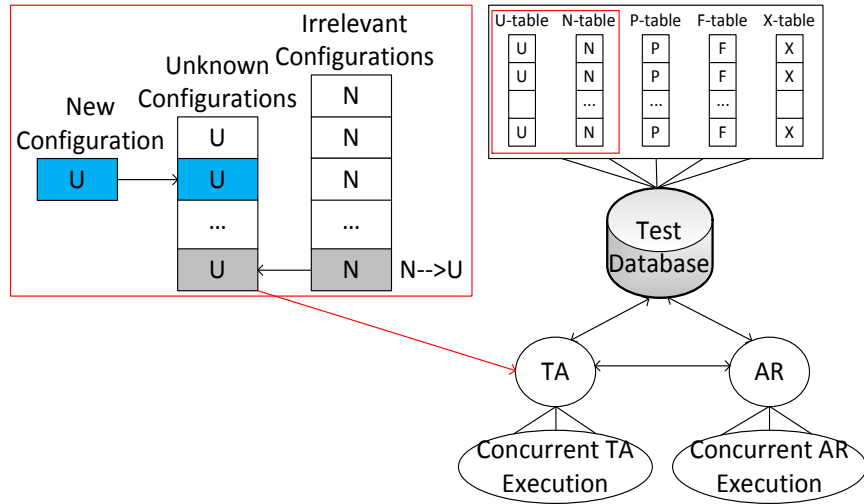 Irrelevant
Configurations
Unknown
Configurations
New
Configuration
U
U
U
...
U
N
N
N
...
N
N-->U
U-table N-table P-table F-table X-table
U N P F X
U N P F X
... ... ...
U N P F X
Test
Database
TA
AR
Concurrent TA
Execution
Concurrent AR
Execution